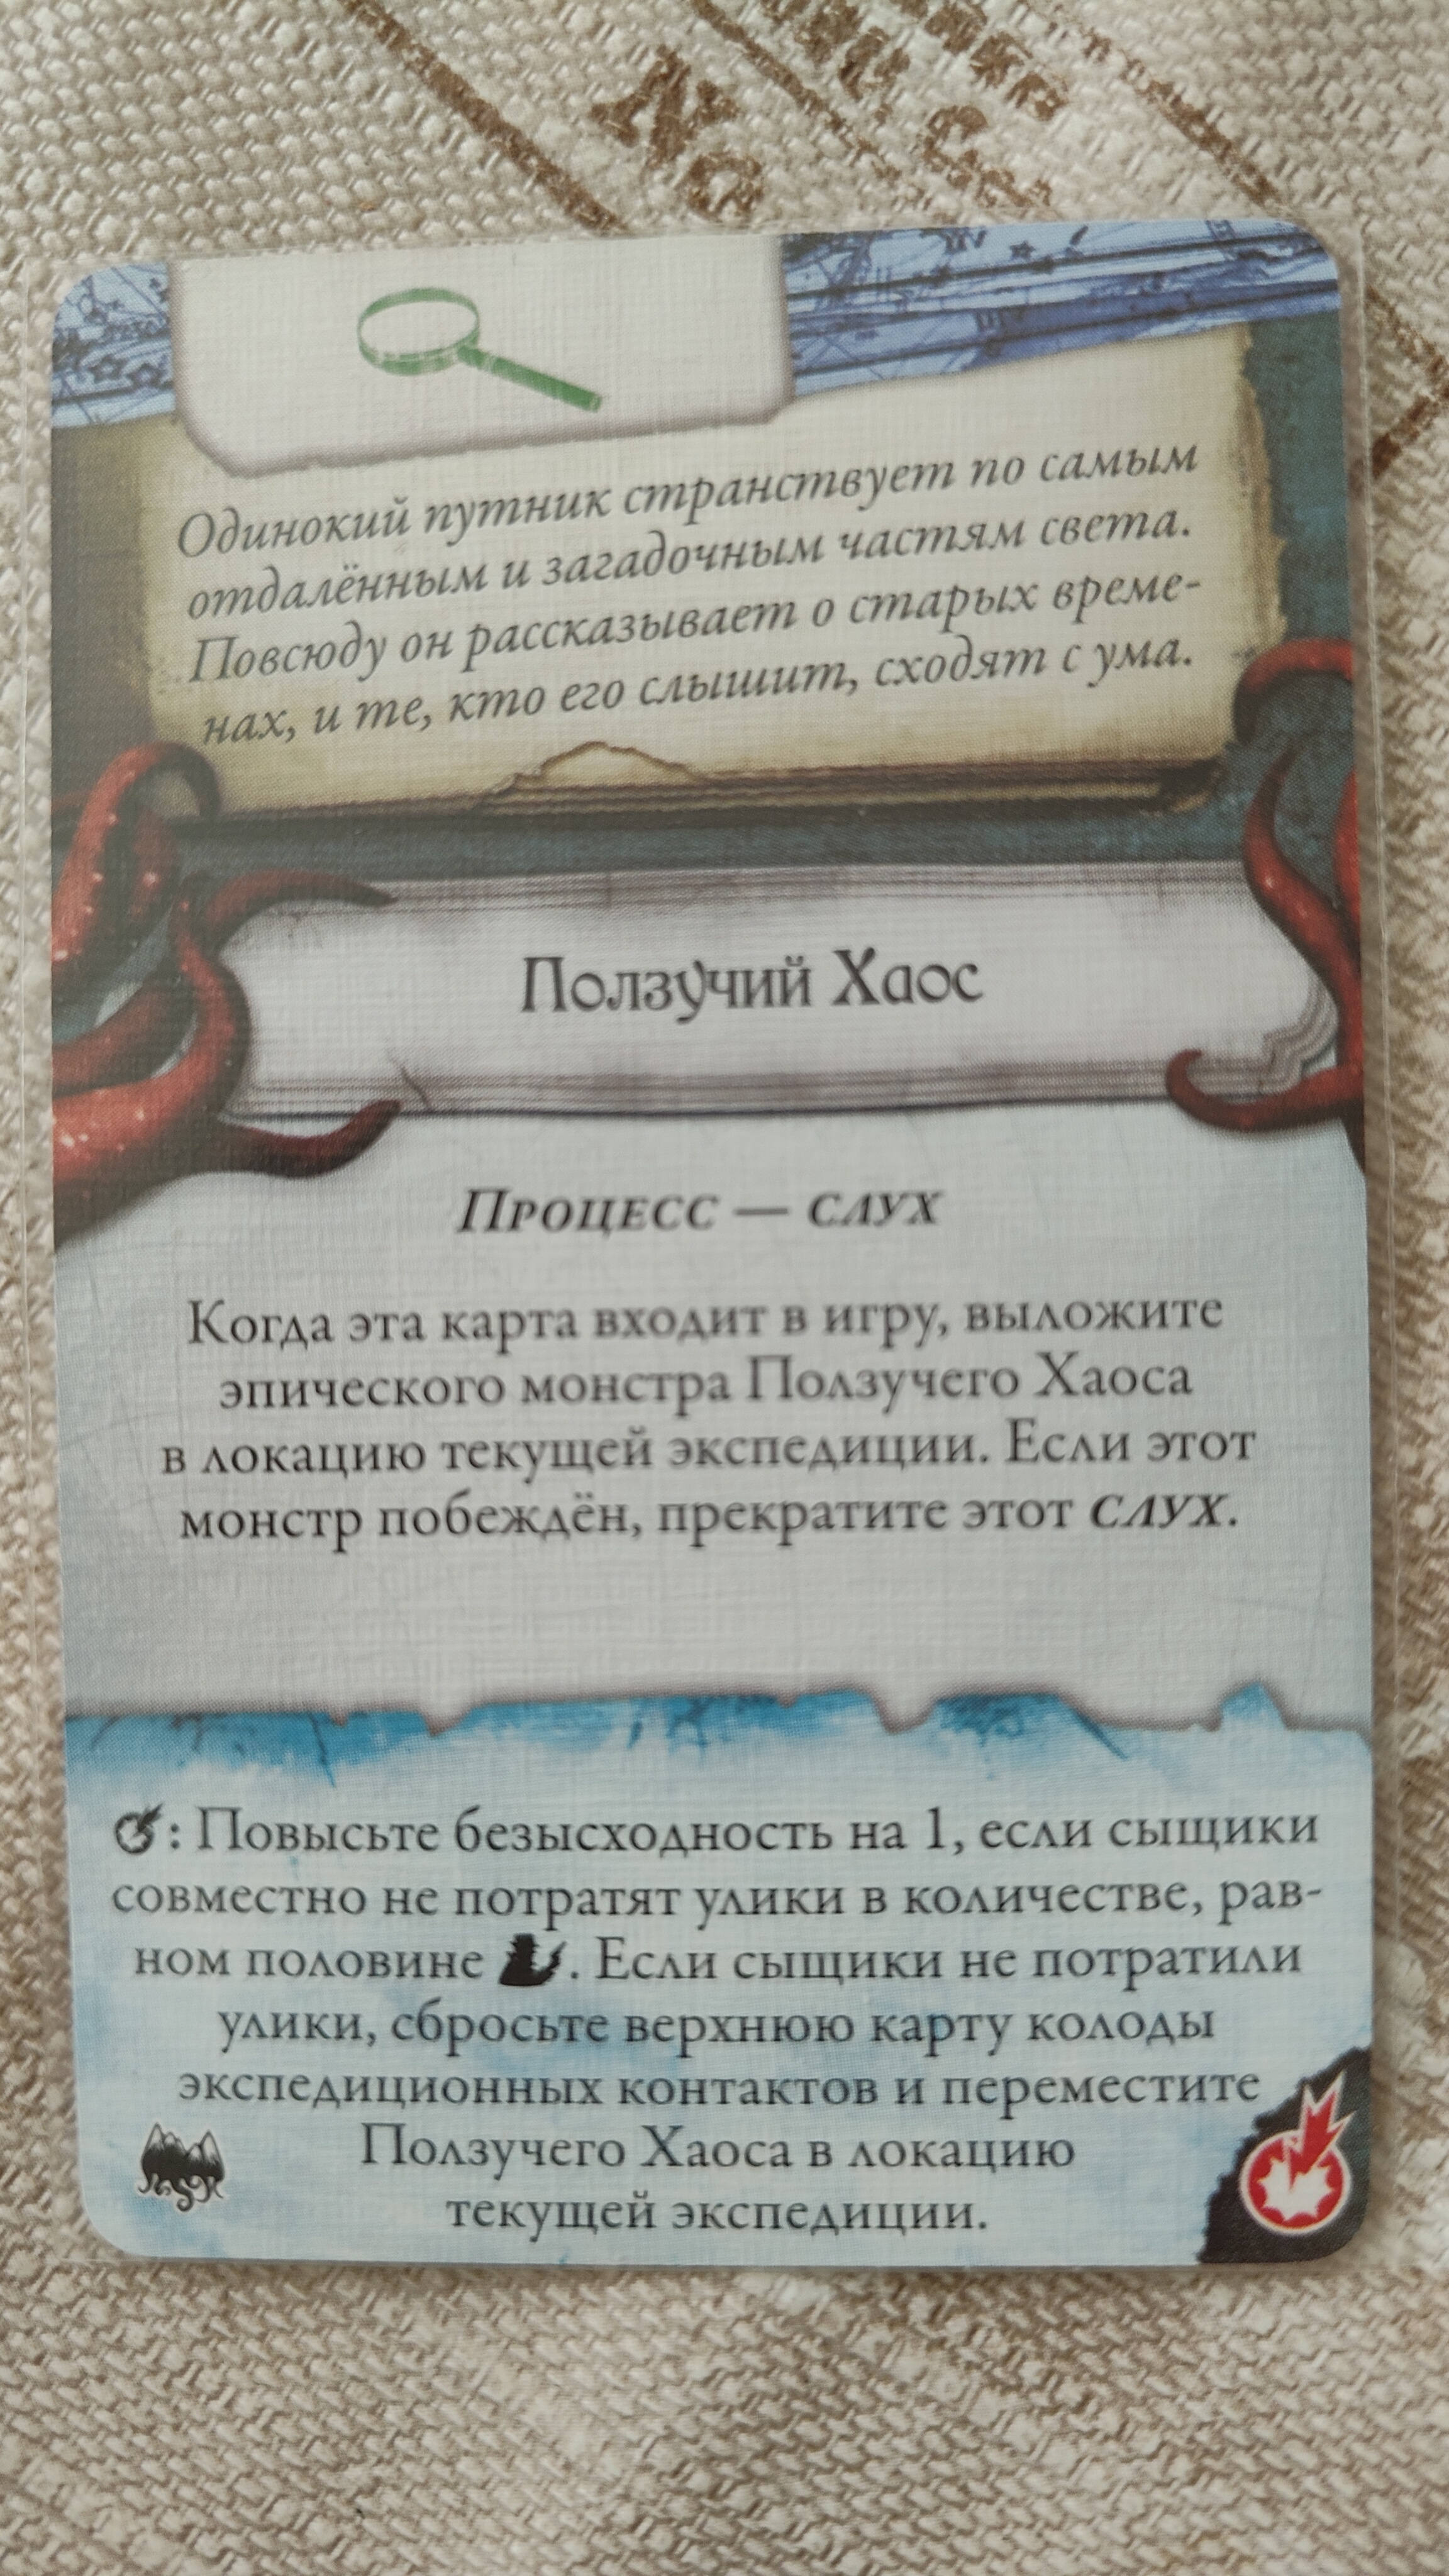 Одинокий путник странствует по самым
отдалённым и загадочным частям света.
Повсюду он рассказывает о старых време-
нах, и те, кто его слышит, сходят с ума.
Ползучий Хаос
Процесс — слух
Когда эта карта входит в игру, выложите
эпического монстра Ползучего Хаоса
в локацию текущей экспедиции. Если этот
монстр побеждён, прекратите этот СЛУХ.
: Повысьте безысходность на 1, если сыщики
совместно не потратят улики в количестве, рав-
ном половине . Если сыщики не потратили
улики, сбросьте верхнюю карту колоды
экспедиционных контактов и переместите
Ползучего Хаоса в локацию
текущей экспедиции.